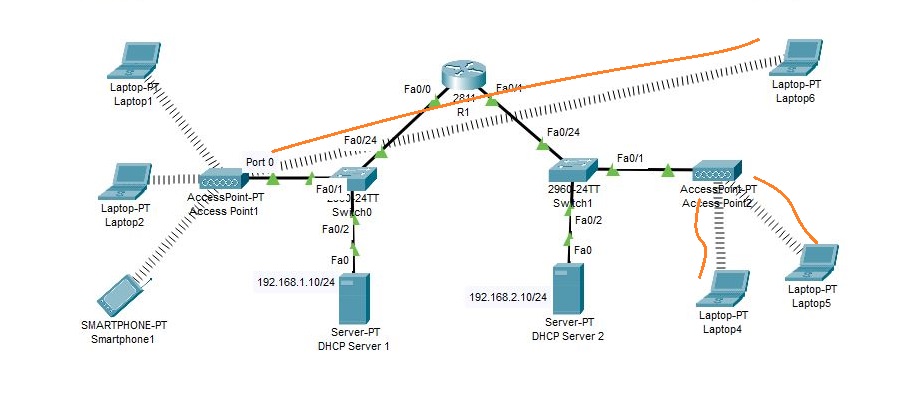 Laptop-PT
Laptop1
Laptop-PT
Laptop2
SMARTPHONE-PT
Smartphone1
AccessPoint-PT
Access Point1
Port 0
Fa0/1
Fa0/24
24TT
Switch0
Fa0/2
Fa0
192.168.1.10/24
Server-PT
DHCP Server 1
Fa0/0
2811
R1
Fa0/1
Fa0/24
2960-24TT
Switch1
Fa0/1
Fa0/2
Fa0
192.168.2.10/24
Server-PT
DHCP Server 2
AccessPoint-PT
Access Point2
Laptop-PT
Laptop6
Laptop-PT
Laptop5
Laptop-PT
Laptop4